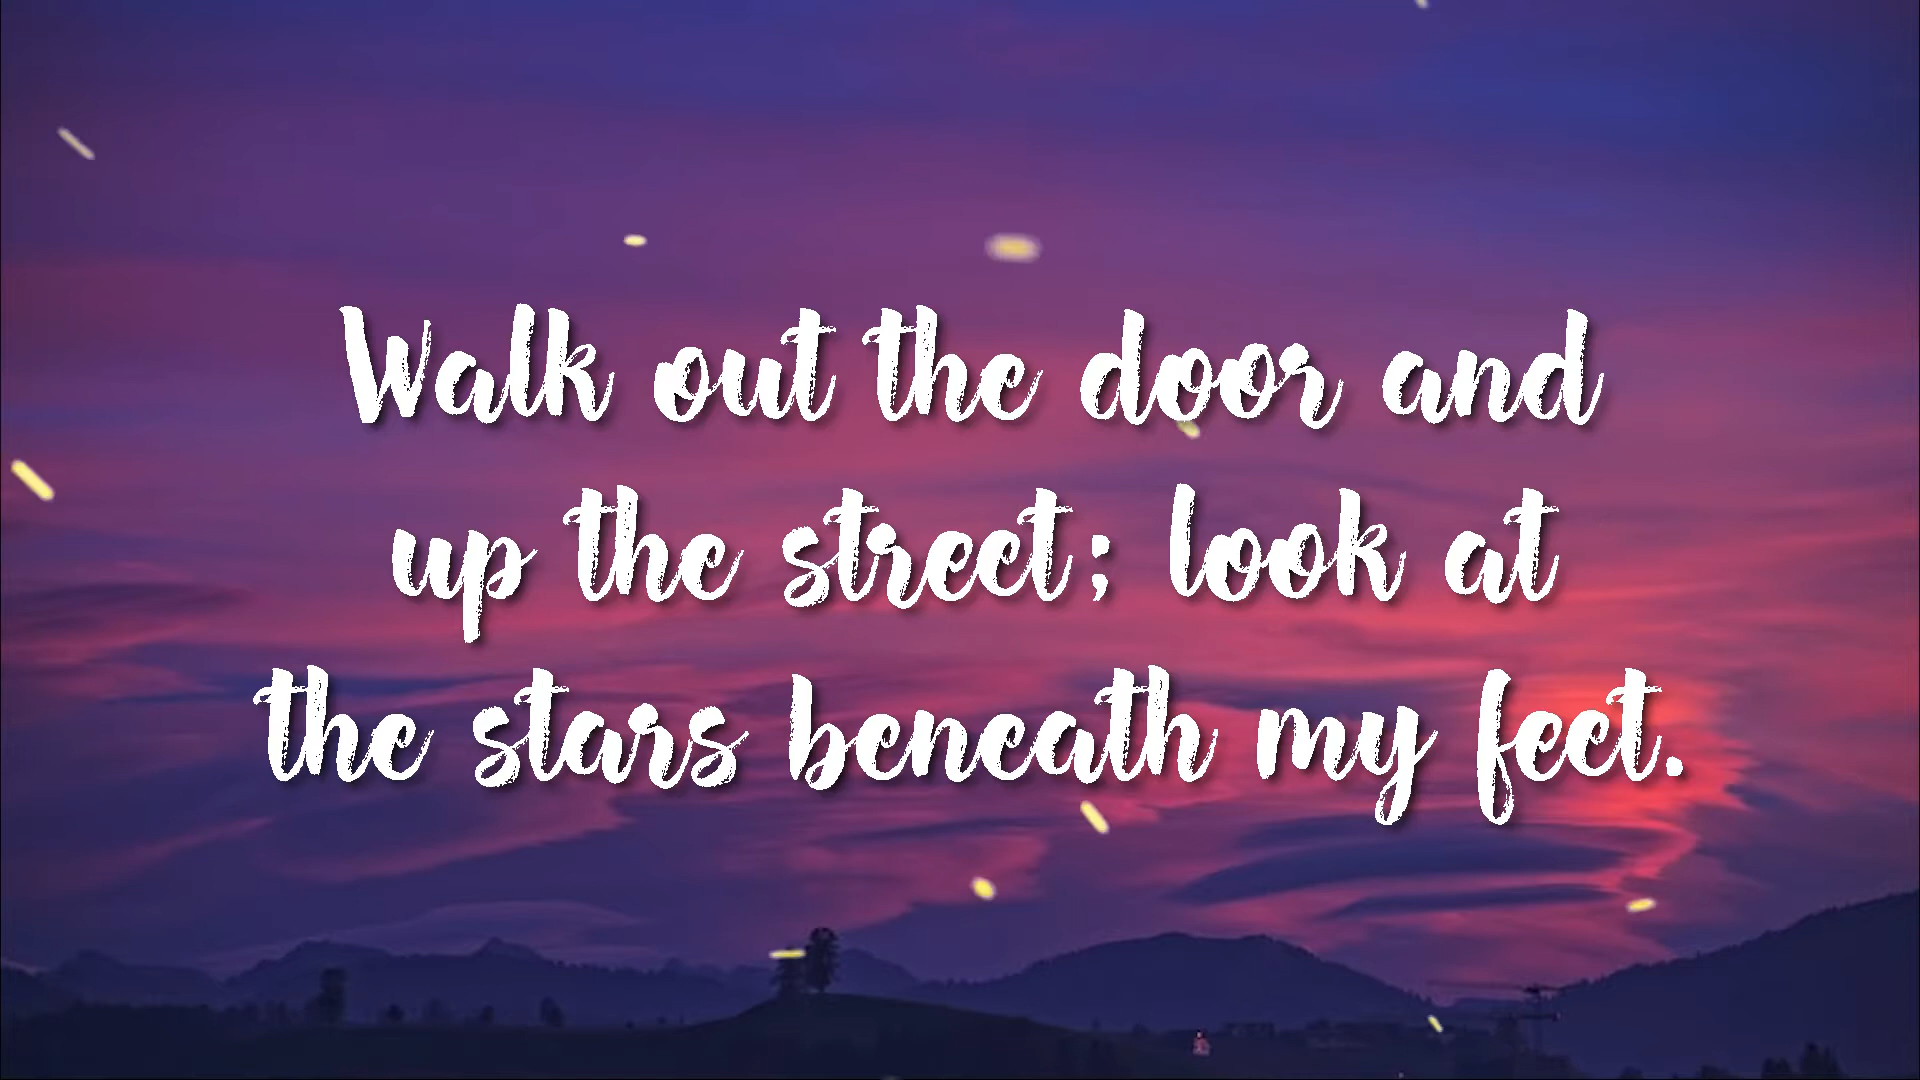 Walk out the door and
up the street; look at
the stars beneath my feet.